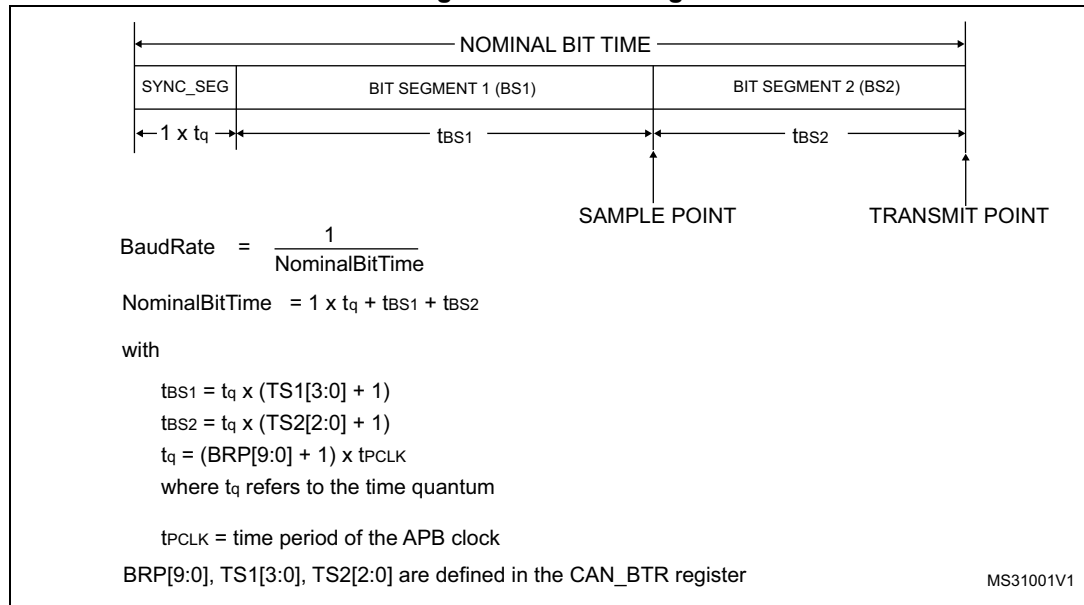 NOMINAL BIT TIME
SYNC_SEG BIT SEGMENT 1 (BS1) BIT SEGMENT 2 (BS2)
1 x tq tBS1 tBS2
SAMPLE POINT TRANSMIT POINT
BaudRate = 1
NominalBitTime
NominalBitTime = 1 x tq + tBS1 + tBS2
with
tBS1 = tq x (TS1[3:0] + 1)
tBS2 = tq x (TS2[2:0] + 1)
tq = (BRP[9:0] + 1) x tPCLK
where tq refers to the time quantum
tPCLK = time period of the APB clock
BRP[9:0], TS1[3:0], TS2[2:0] are defined in the CAN_BTR register
MS31001V1